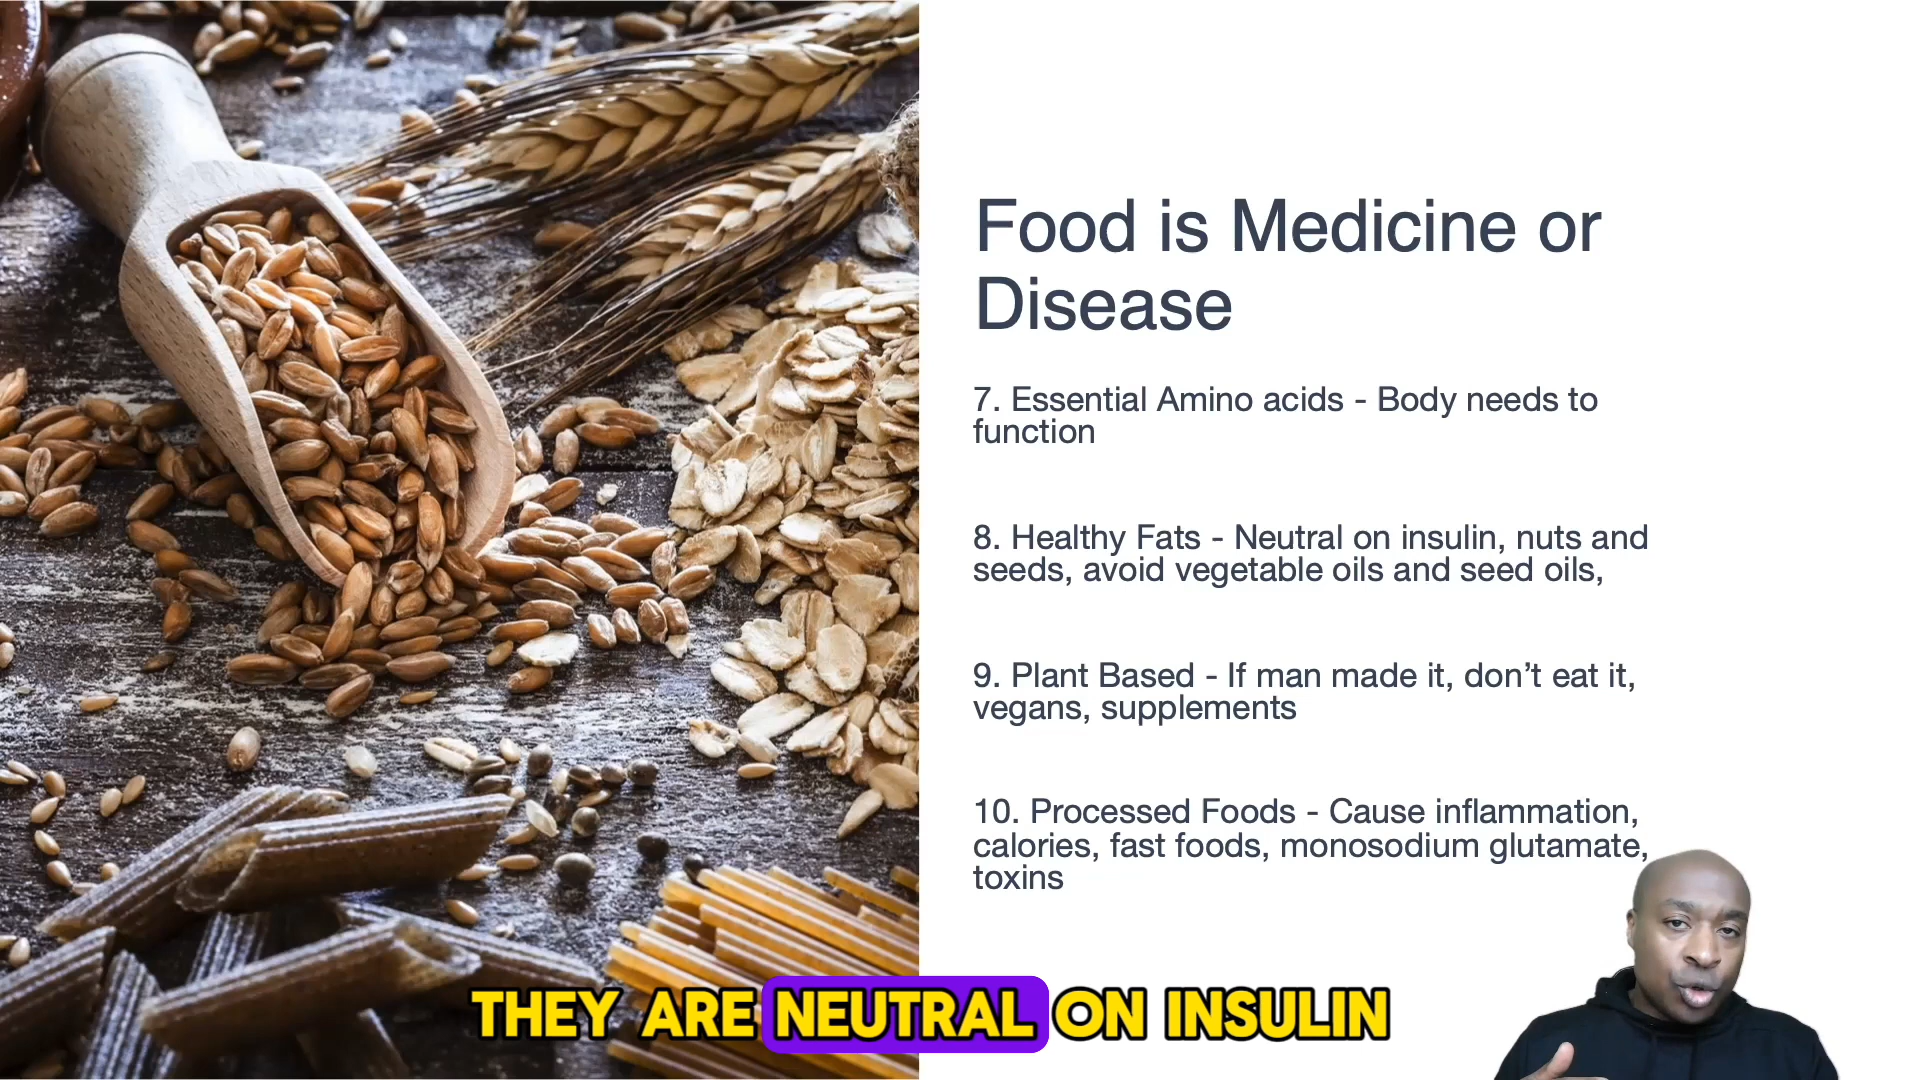 Food is Medicine or
Disease
7. Essential Amino acids - Body needs to
function
8. Healthy Fats - Neutral on insulin, nuts and
seeds, avoid vegetable oils and seed oils,
9. Plant Based - If man made it, don’t eat it,
vegans, supplements
10. Processed Foods - Cause inflammation,
calories, fast foods, monosodium glutamate,
toxins
THEY ARE NEUTRAL ON INSULIN